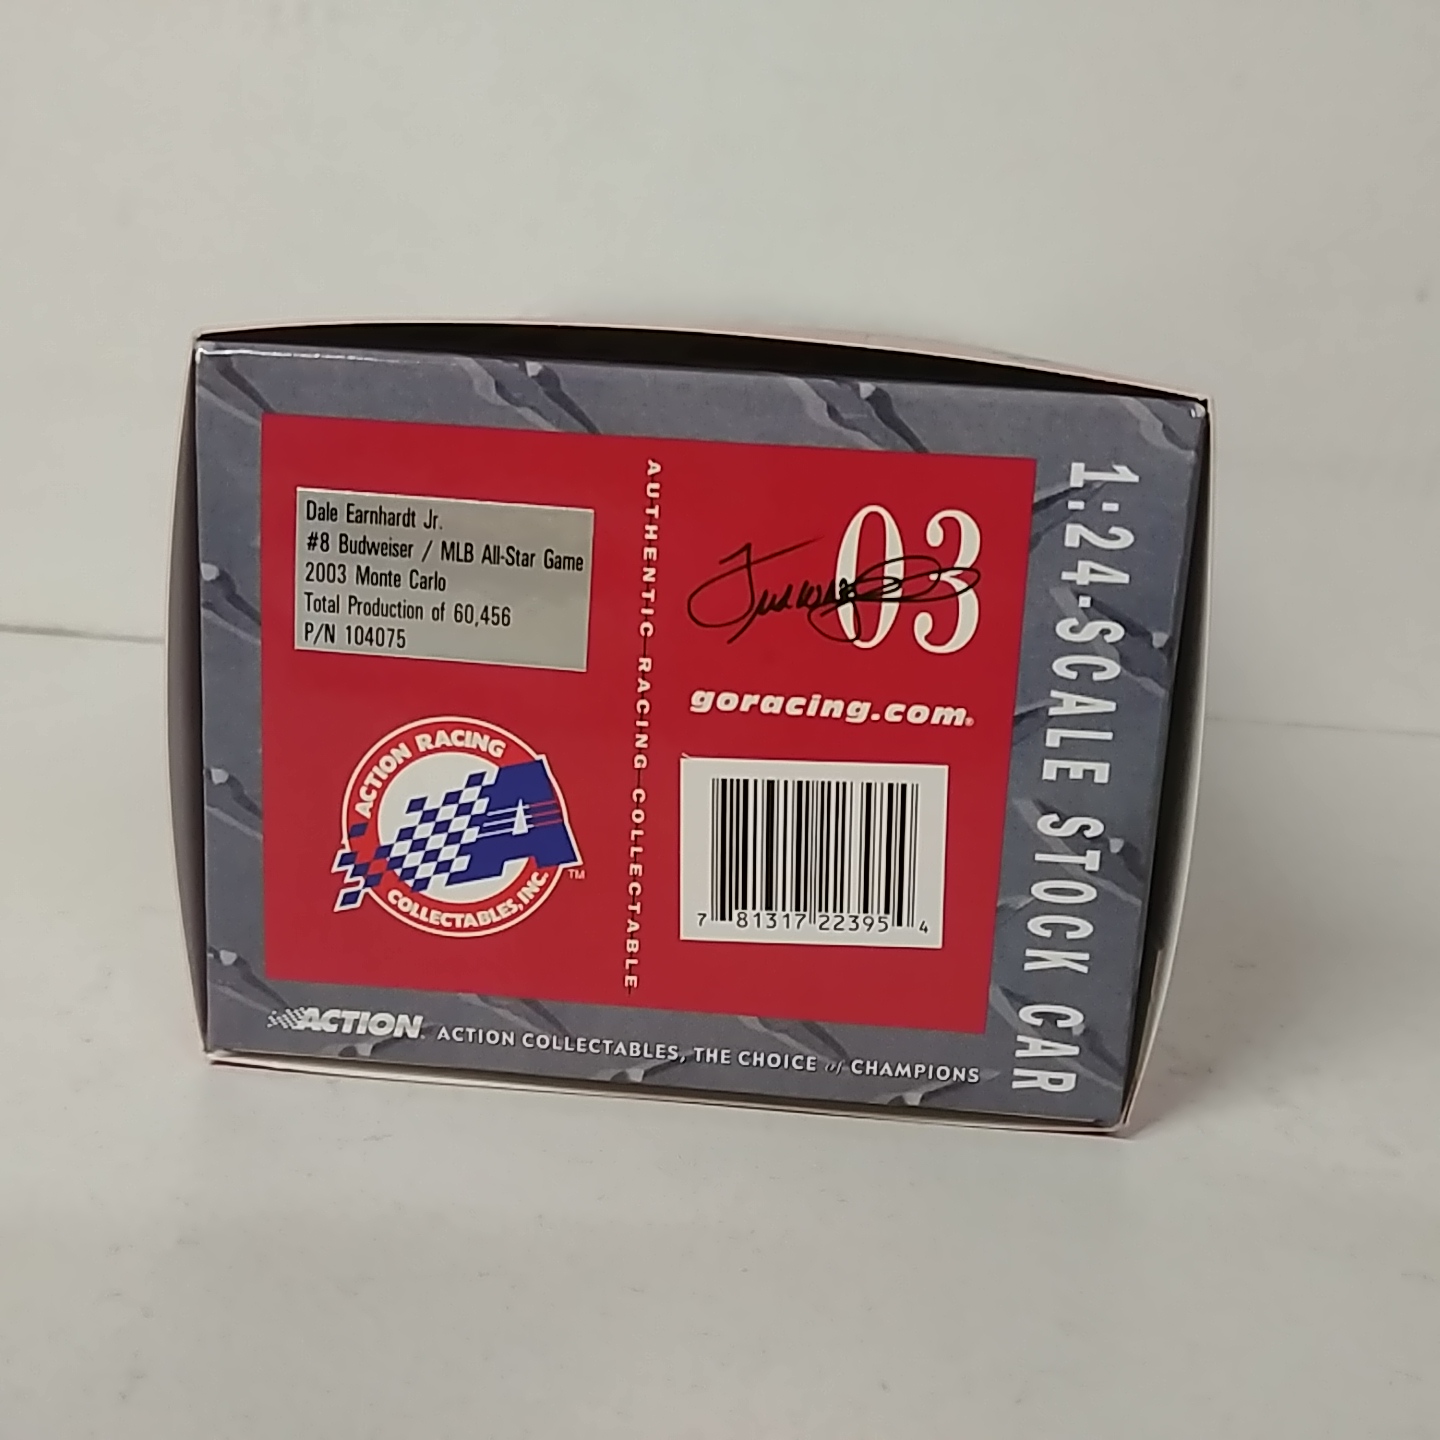 Dale Earnhardt Jr.
#8 Budweiser / MLB All-Star Game
2003 Monte Carlo
Total Production of 60,456
P/N 104075
ACTION RACING
COLLECTABLES, INC.
TM
AUTHENTIC RACING COLLECTABLE
03
goracing.com®
7 81317 22395 4
1:24-SCALE STOCK CAR
ACTION®
ACTION COLLECTABLES, THE CHOICE of CHAMPIONS